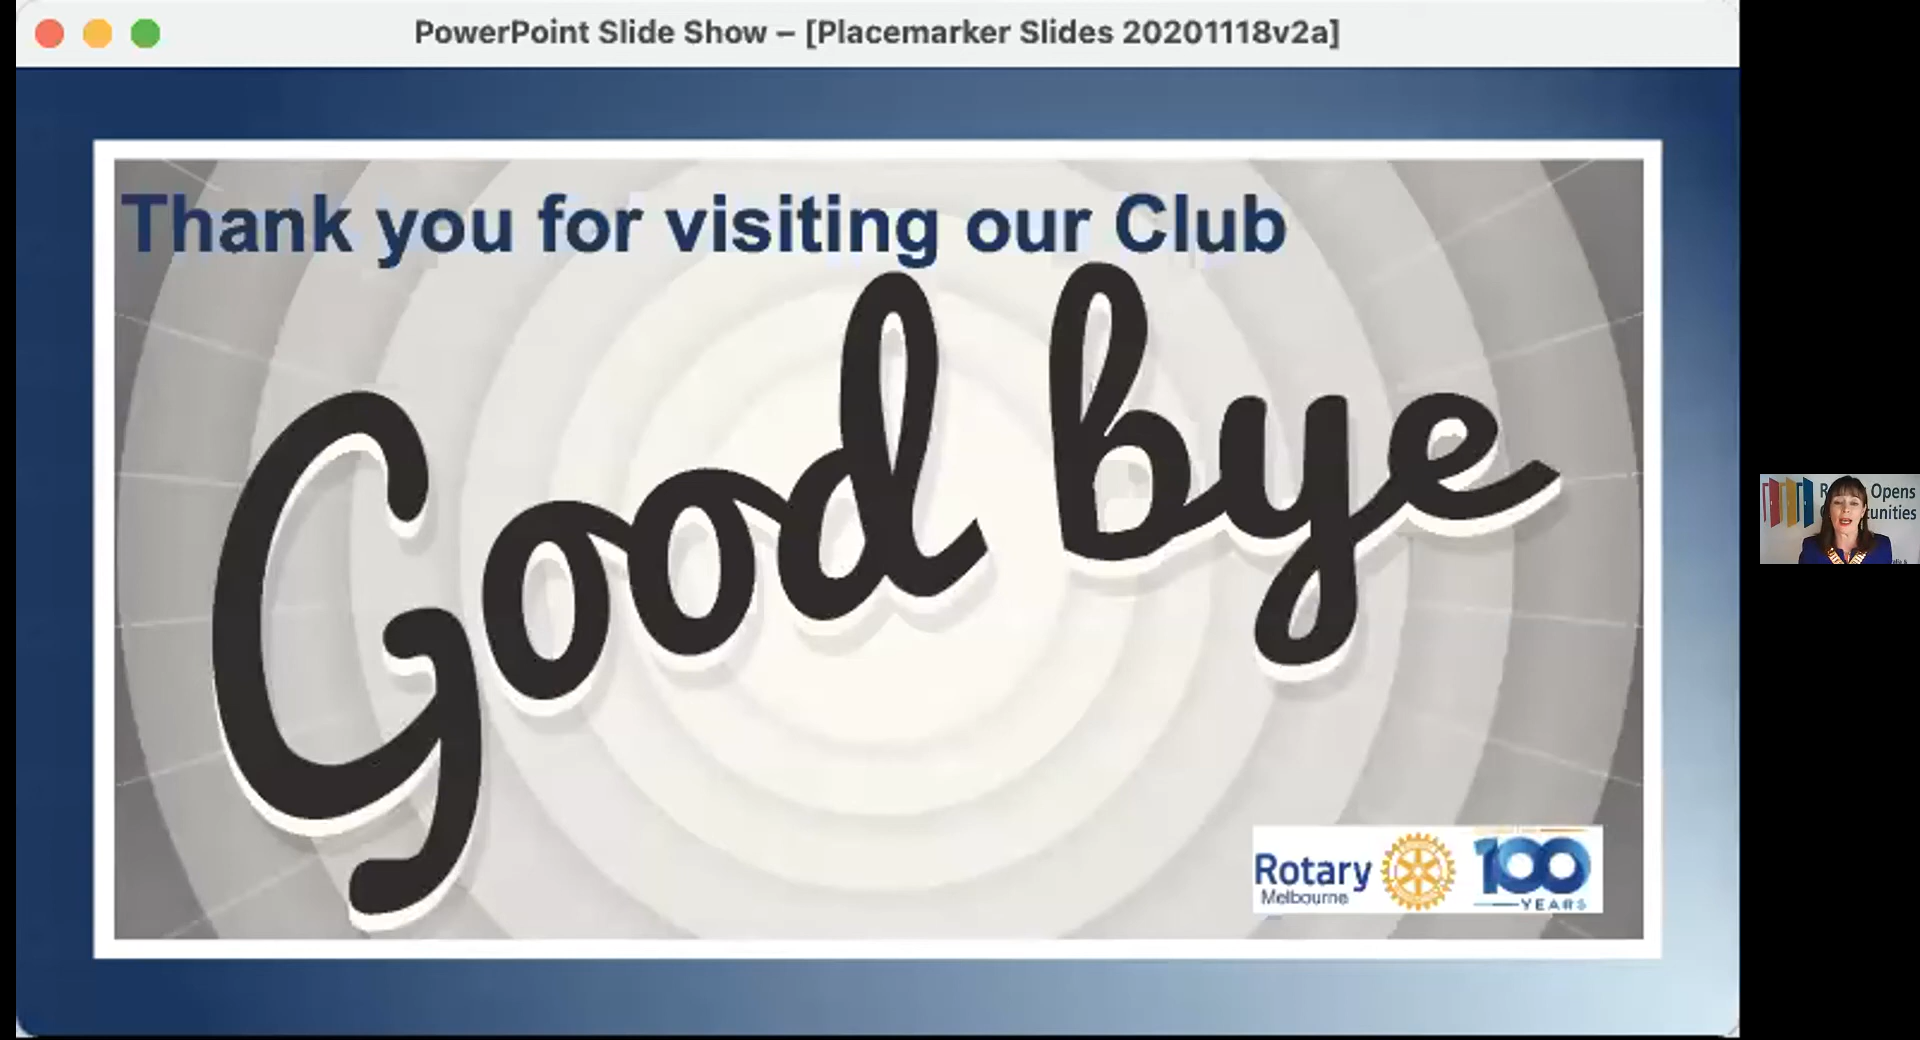 PowerPoint Slide Show – [Placemarker Slides 20201118v2a]
Thank you for visiting our Club
Good bye
Rotary
Melbourne
100
YEARS
Opens